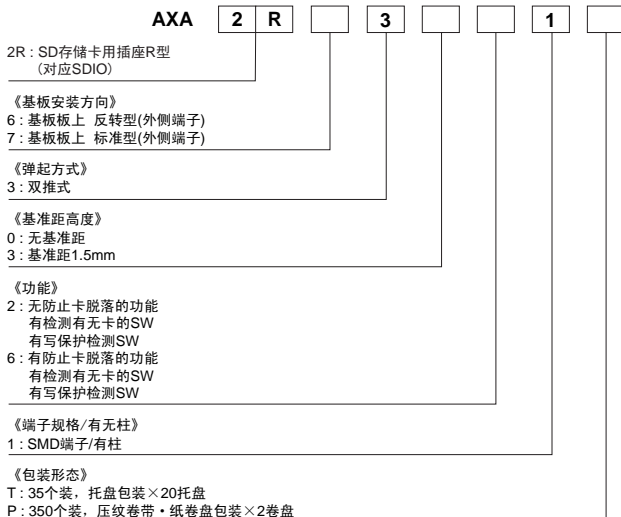 AXA 2 R 3 1
2R : SD存储卡用插座R型
(对应SDIO)
《基板安装方向》
6 : 基板板上 反转型(外侧端子)
7 : 基板板上 标准型(外侧端子)
《弹起方式》
3 : 双推式
《基准距高度》
0 : 无基准距
3 : 基准距1.5mm
《功能》
2 : 无防止卡脱落的功能
有检测有无卡的SW
有写保护检测SW
6 : 有防止卡脱落的功能
有检测有无卡的SW
有写保护检测SW
《端子规格/有无柱》
1 : SMD端子/有柱
《包装形态》
T : 35个装，托盘包装×20托盘
P : 350个装，压纹卷带・纸卷盘包装×2卷盘